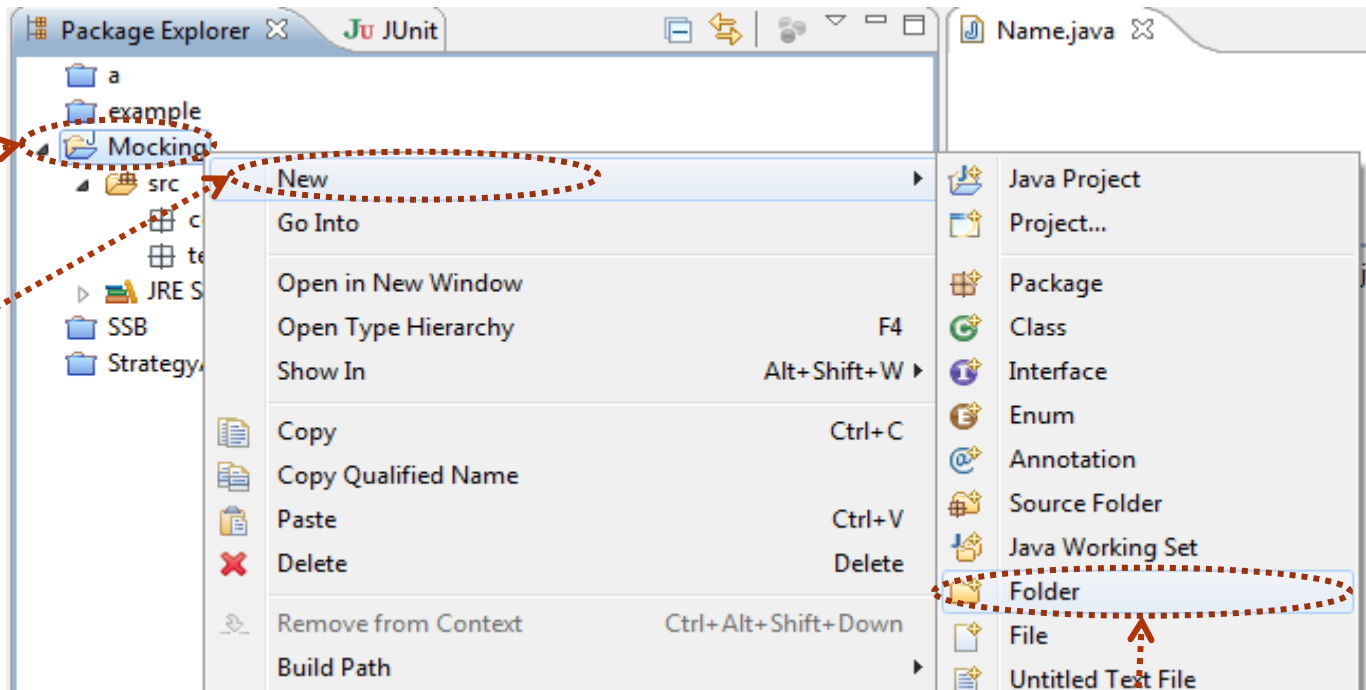 Package Explorer JUnit
Name.java
a
example
Mocking
src
c
te
JRE S
SSB
Strategy
New
Go Into
Open in New Window
Open Type Hierarchy F4
Show In Alt+Shift+W
Copy Ctrl+C
Copy Qualified Name
Paste Ctrl+V
Delete Delete
Remove from Context Ctrl+Alt+Shift+Down
Build Path
Java Project
Project...
Package
Class
Interface
Enum
Annotation
Source Folder
Java Working Set
Folder
File
Untitled Text File